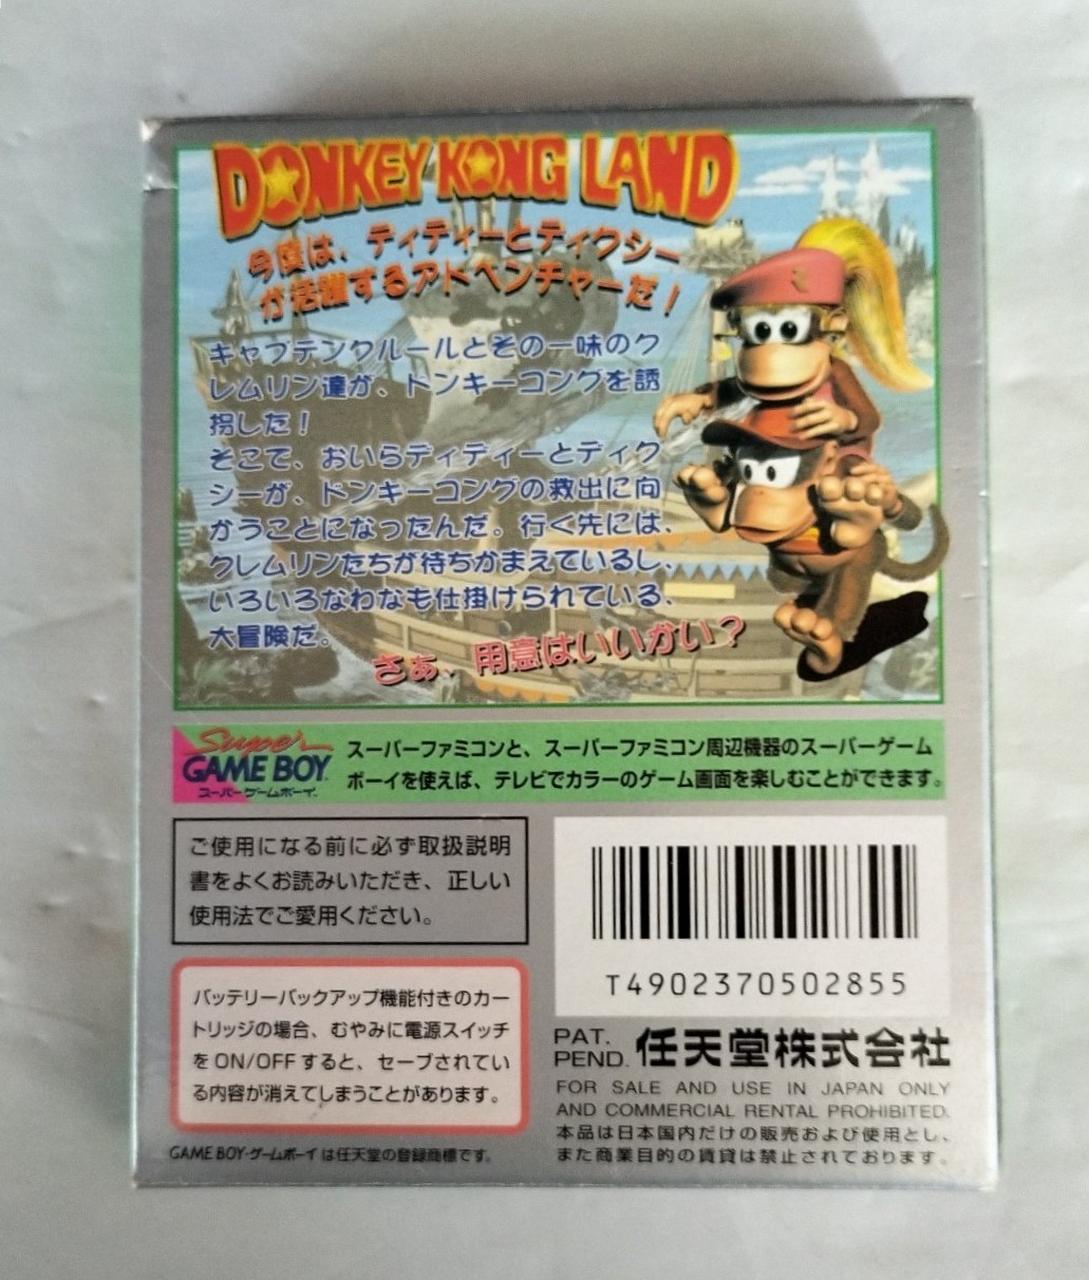 DONKEY KONG LAND
TM
今度は、ディディーとディクシー
が活躍するアドベンチャーだ！
キャプテンクルールとその一味のク
レムリン達が、ドンキーコングを誘
拐した！
そこで、おいらディディーとディク
シーが、ドンキーコングの救出に向
かうことになったんだ。行く先には、
クレムリンたちが待ちかまえているし、
いろいろなわなも仕掛けられている、
大冒険だ。
さぁ、用意はいいかい？
Super
GAME BOY
スーパーゲームボーイ
スーパーファミコンと、スーパーファミコン周辺機器のスーパーゲーム
ボーイを使えば、テレビでカラーのゲーム画面を楽しむことができます。
ご使用になる前に必ず取扱説明
書をよくお読みいただき、正しい
使用法でご愛用ください。
バッテリーバックアップ機能付きのカー
トリッジの場合、むやみに電源スイッチ
をON/OFFすると、セーブされてい
る内容が消えてしまうことがあります。
GAME BOY・ゲームボーイは任天堂の登録商標です。
T4902370502855
PAT.
PEND. 任天堂株式会社
FOR SALE AND USE IN JAPAN ONLY
AND COMMERCIAL RENTAL PROHIBITED.
本品は日本国内だけの販売および使用とし、
また商業目的の賃貸は禁止されております。